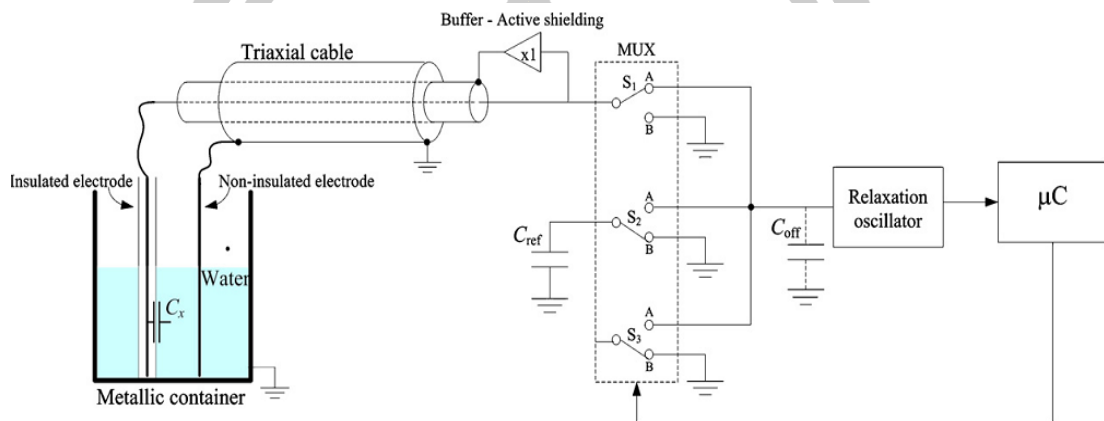 Buffer - Active shielding
Triaxial cable
x1
MUX
S1
A
B
Insulated electrode
Non-insulated electrode
Cref
S2
A
B
Coff
Relaxation
oscillator
μC
Water
Cx
S3
A
B
Metallic container